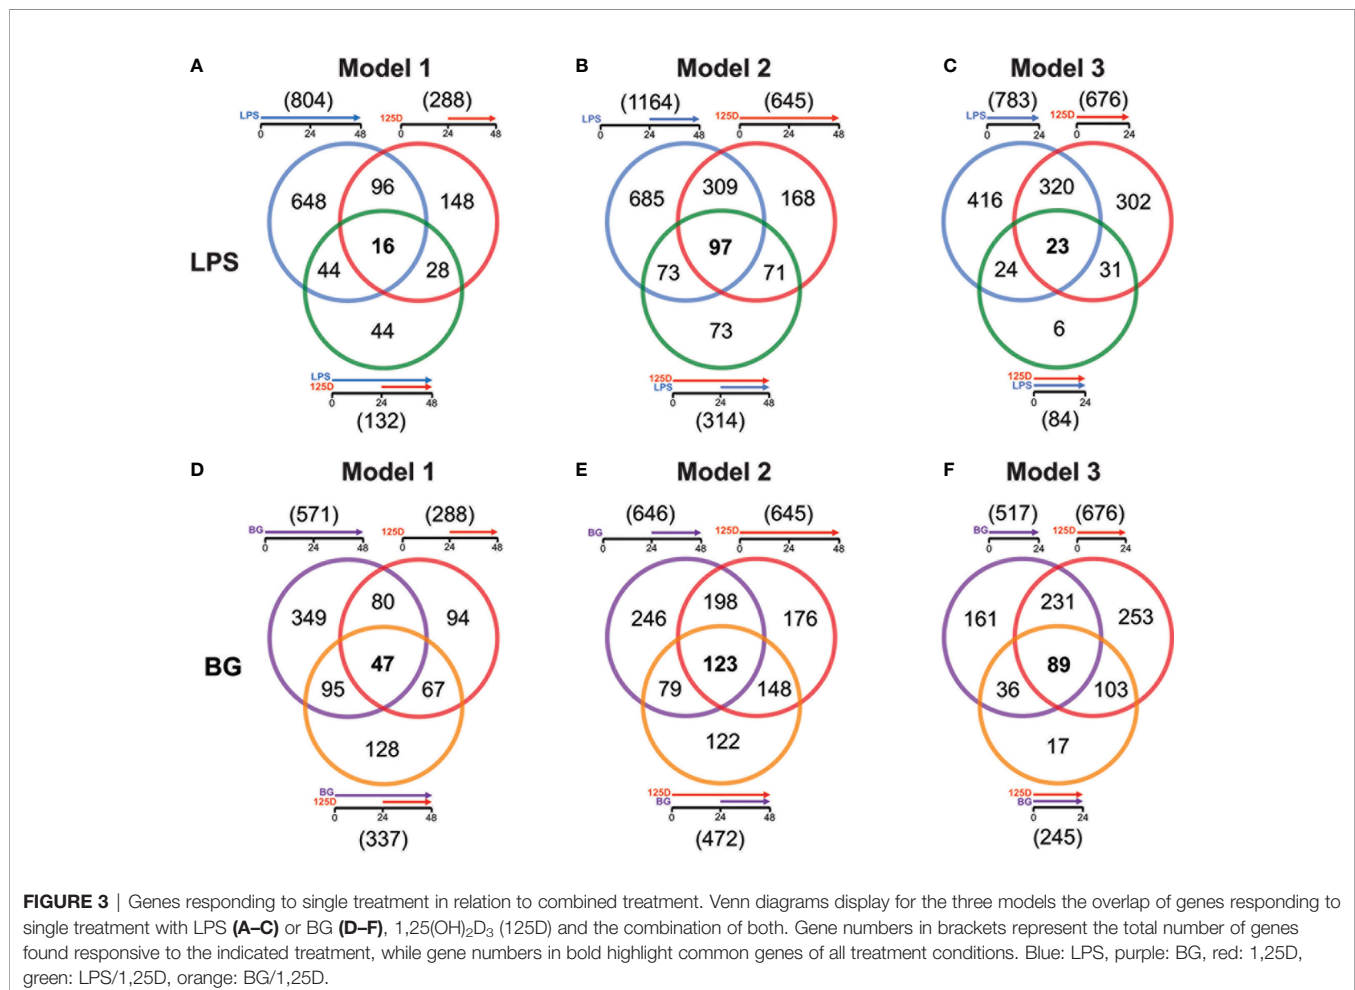 A Model 1 B Model 2 C Model 3
(804) (288) (1164) (645) (783) (676)
LPS 125D LPS 125D LPS 125D
0 24 48 0 24 48 0 24 48 0 24 48 0 24 0 24
96 309 320
648 148 685 168 416 302
LPS
16 97 23
44 28 73 71 24 31
44 73 6
LPS 125D 125D
125D LPS LPS
0 24 48 0 24 48 0 24
(132) (314) (84)
D Model 1 E Model 2 F Model 3
(571) (288) (646) (645) (517) (676)
BG 125D BG 125D BG 125D
0 24 48 0 24 48 0 24 48 0 24 48 0 24 0 24
80 198 231
349 94 246 176 161 253
BG
47 123 89
95 67 79 148 36 103
128 122 17
BG 125D 125D
125D BG BG
0 24 48 0 24 48 0 24
(337) (472) (245)
FIGURE 3 | Genes responding to single treatment in relation to combined treatment. Venn diagrams display for the three models the overlap of genes responding to
single treatment with LPS (A–C) or BG (D–F), 1,25(OH)₂D₃ (125D) and the combination of both. Gene numbers in brackets represent the total number of genes
found responsive to the indicated treatment, while gene numbers in bold highlight common genes of all treatment conditions. Blue: LPS, purple: BG, red: 1,25D,
green: LPS/1,25D, orange: BG/1,25D.